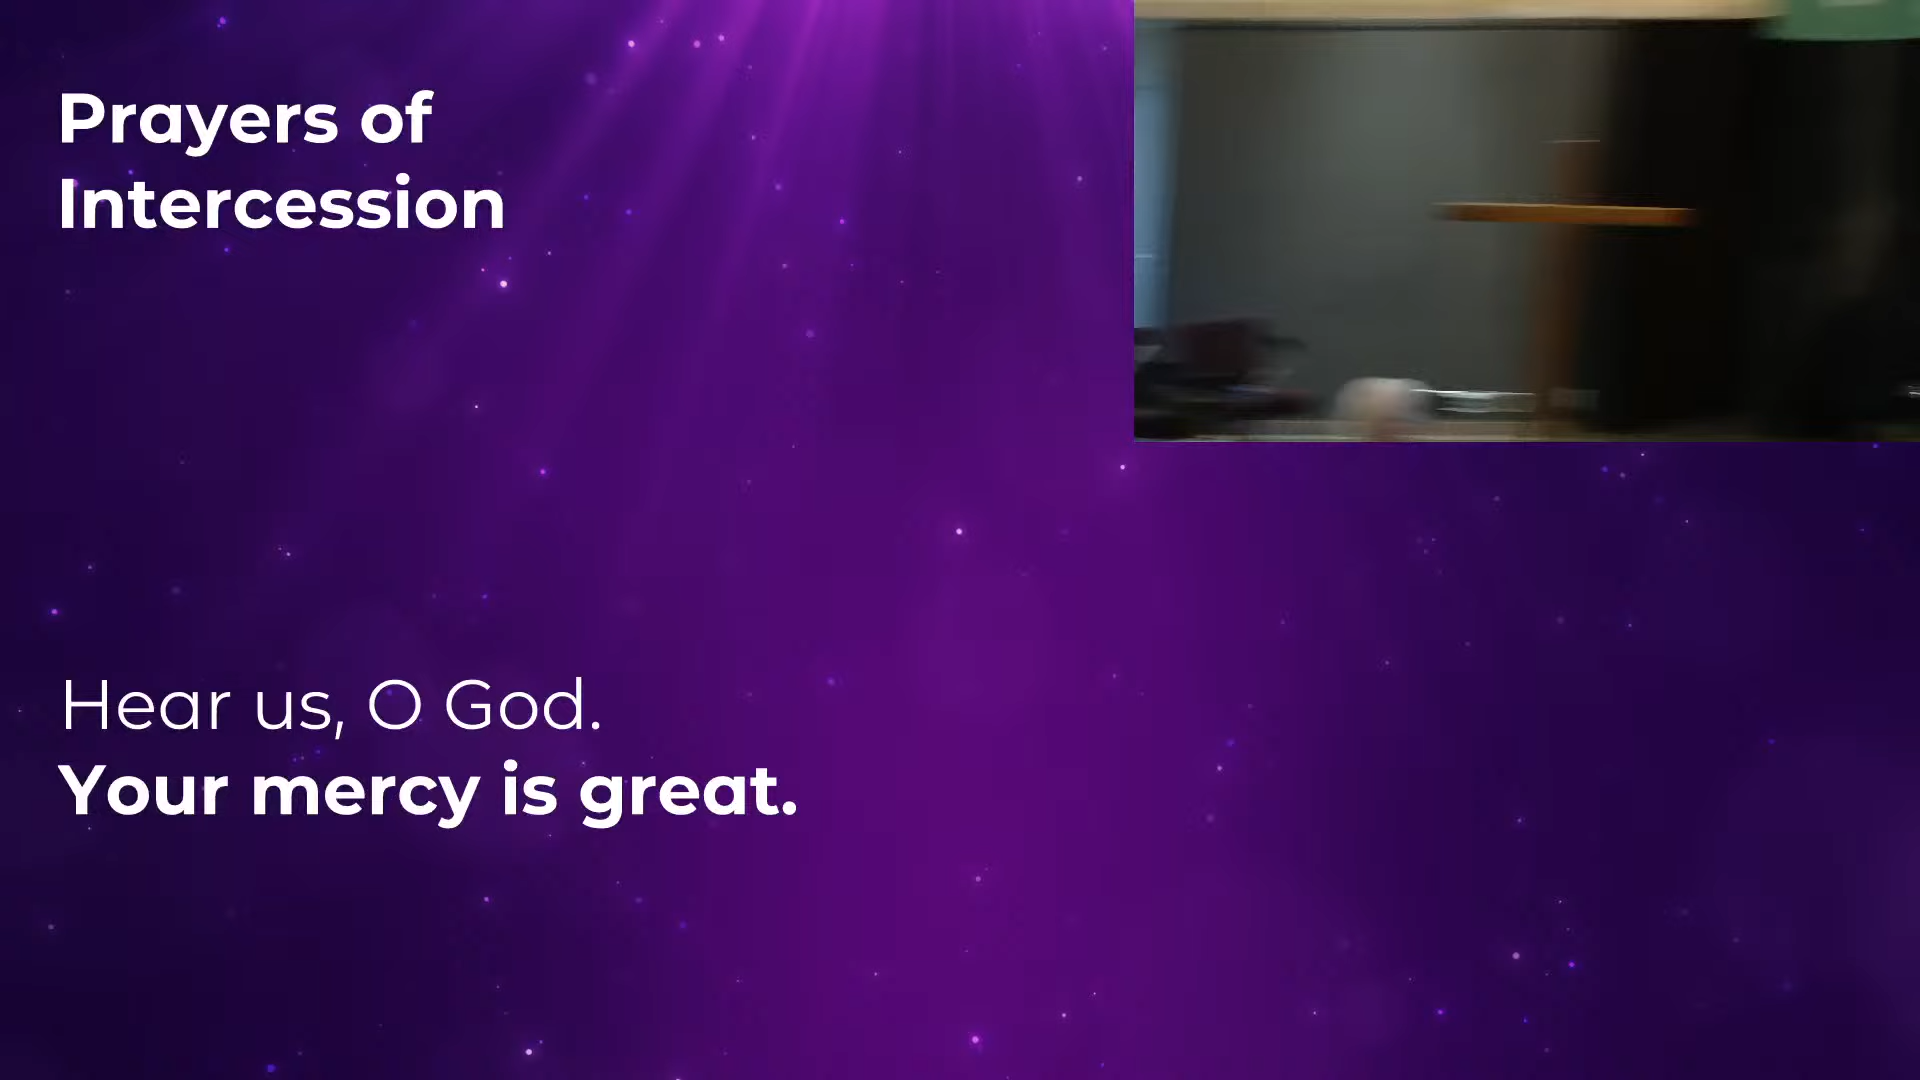 Prayers of
Intercession
Hear us, O God.
Your mercy is great.